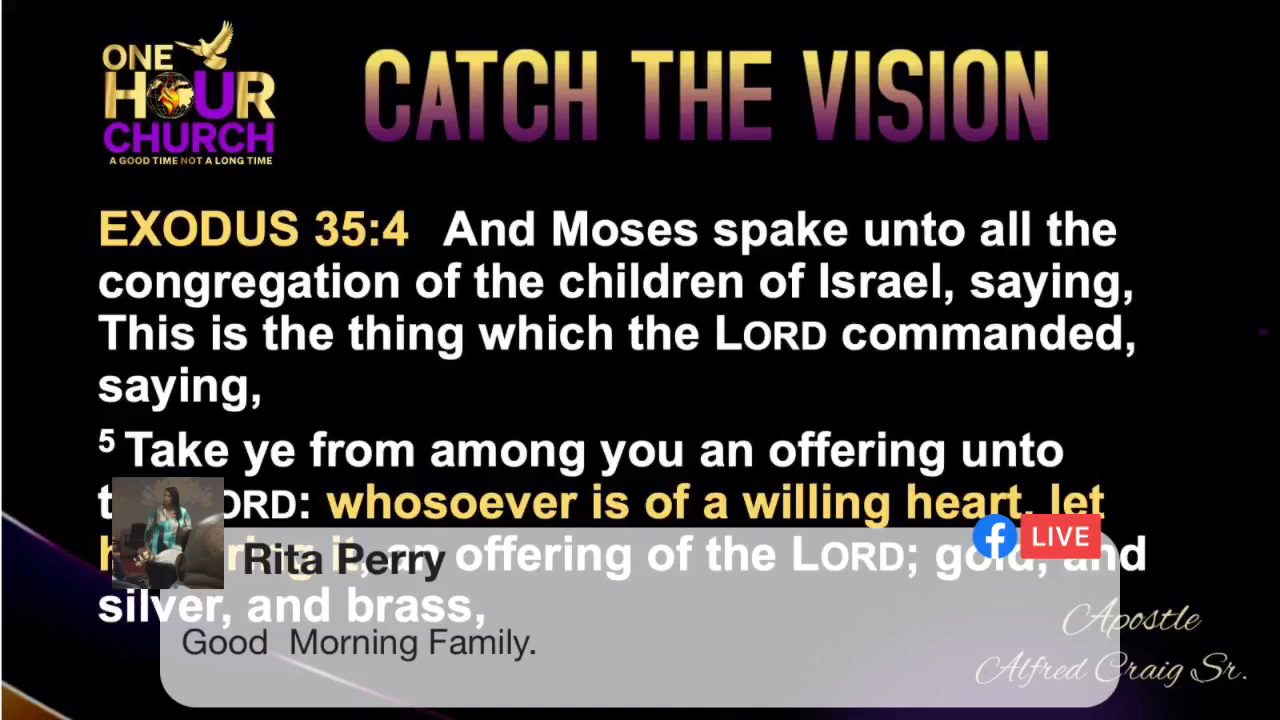 ONE
HOUR
CHURCH
A GOOD TIME NOT A LONG TIME
CATCH THE VISION
EXODUS 35:4 And Moses spake unto all the
congregation of the children of Israel, saying,
This is the thing which the LORD commanded,
saying,
5 Take ye from among you an offering unto
LORD: whosoever is of a willing heart, let
it, an offering of the LORD; gold, and
silver, and brass,
LIVE
Rita Perry
Good Morning Family.
Apostle
Alfred Craig Sr.